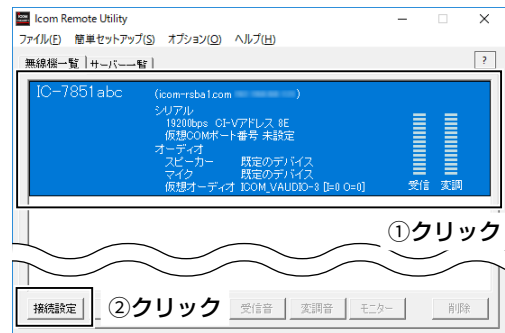 Icom Remote Utility
ファイル(F) 簡単セットアップ(S) オプション(O) ヘルプ(H)
無線機一覧 サーバー一覧 ?
IC-7851abc (icom-rsba1.com )
シリアル
19200bps CI-Vアドレス 8E
仮想COMポート番号 未設定
オーディオ
スピーカー 既定のデバイス
マイク 既定のデバイス
仮想オーディオ ICOM_VAUDIO-3 [I=0 O=0]
受信 変調
①クリック
接続設定 ②クリック 受信音 変調音 モニター 削除